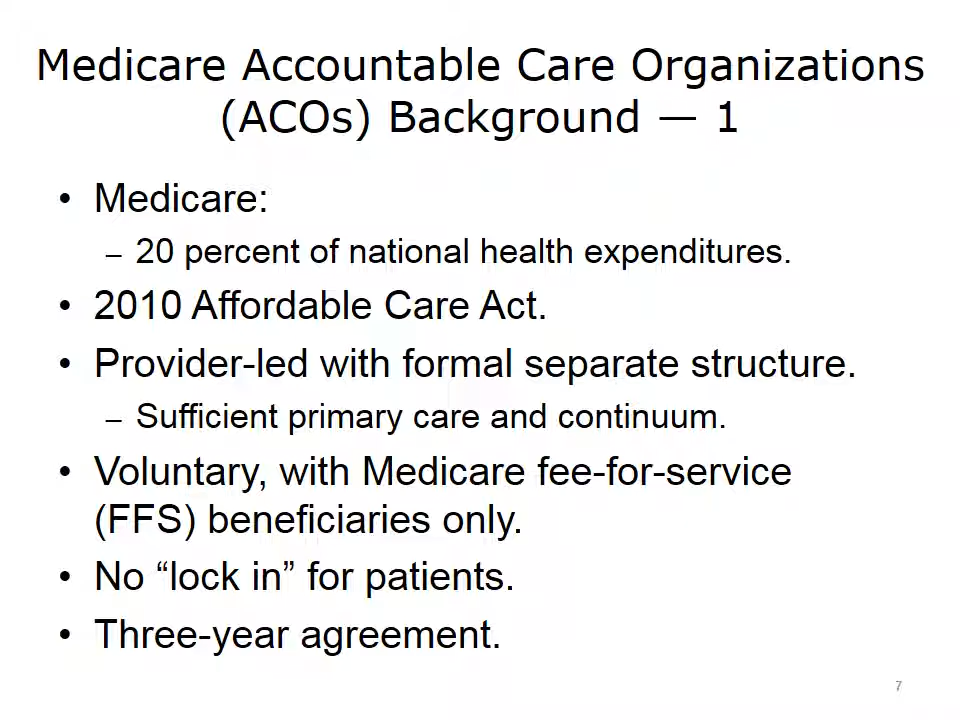 Medicare Accountable Care Organizations
(ACOs) Background — 1
• Medicare:
– 20 percent of national health expenditures.
• 2010 Affordable Care Act.
• Provider-led with formal separate structure.
– Sufficient primary care and continuum.
• Voluntary, with Medicare fee-for-service
(FFS) beneficiaries only.
• No “lock in” for patients.
• Three-year agreement.
7